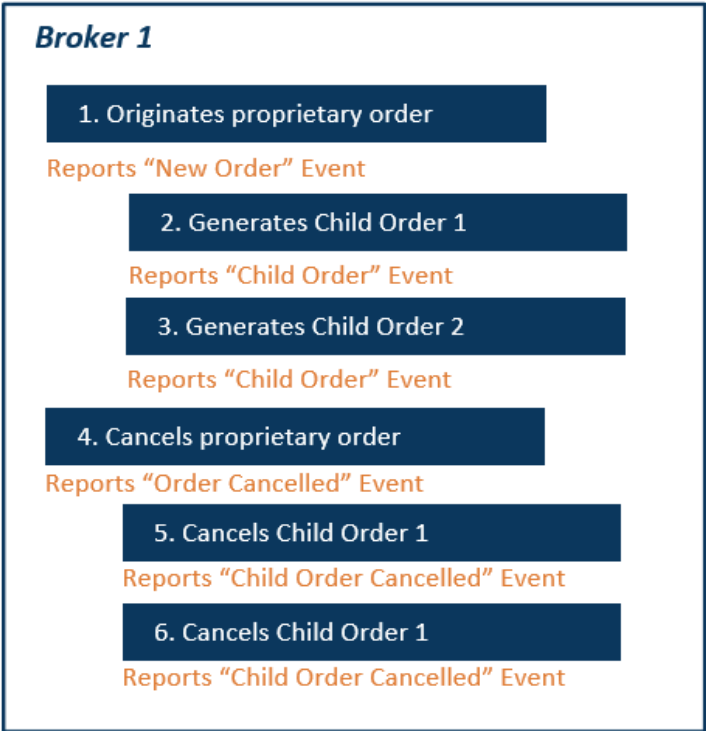 Broker 1
1. Originates proprietary order
Reports “New Order” Event
2. Generates Child Order 1
Reports “Child Order” Event
3. Generates Child Order 2
Reports “Child Order” Event
4. Cancels proprietary order
Reports “Order Cancelled” Event
5. Cancels Child Order 1
Reports “Child Order Cancelled” Event
6. Cancels Child Order 1
Reports “Child Order Cancelled” Event